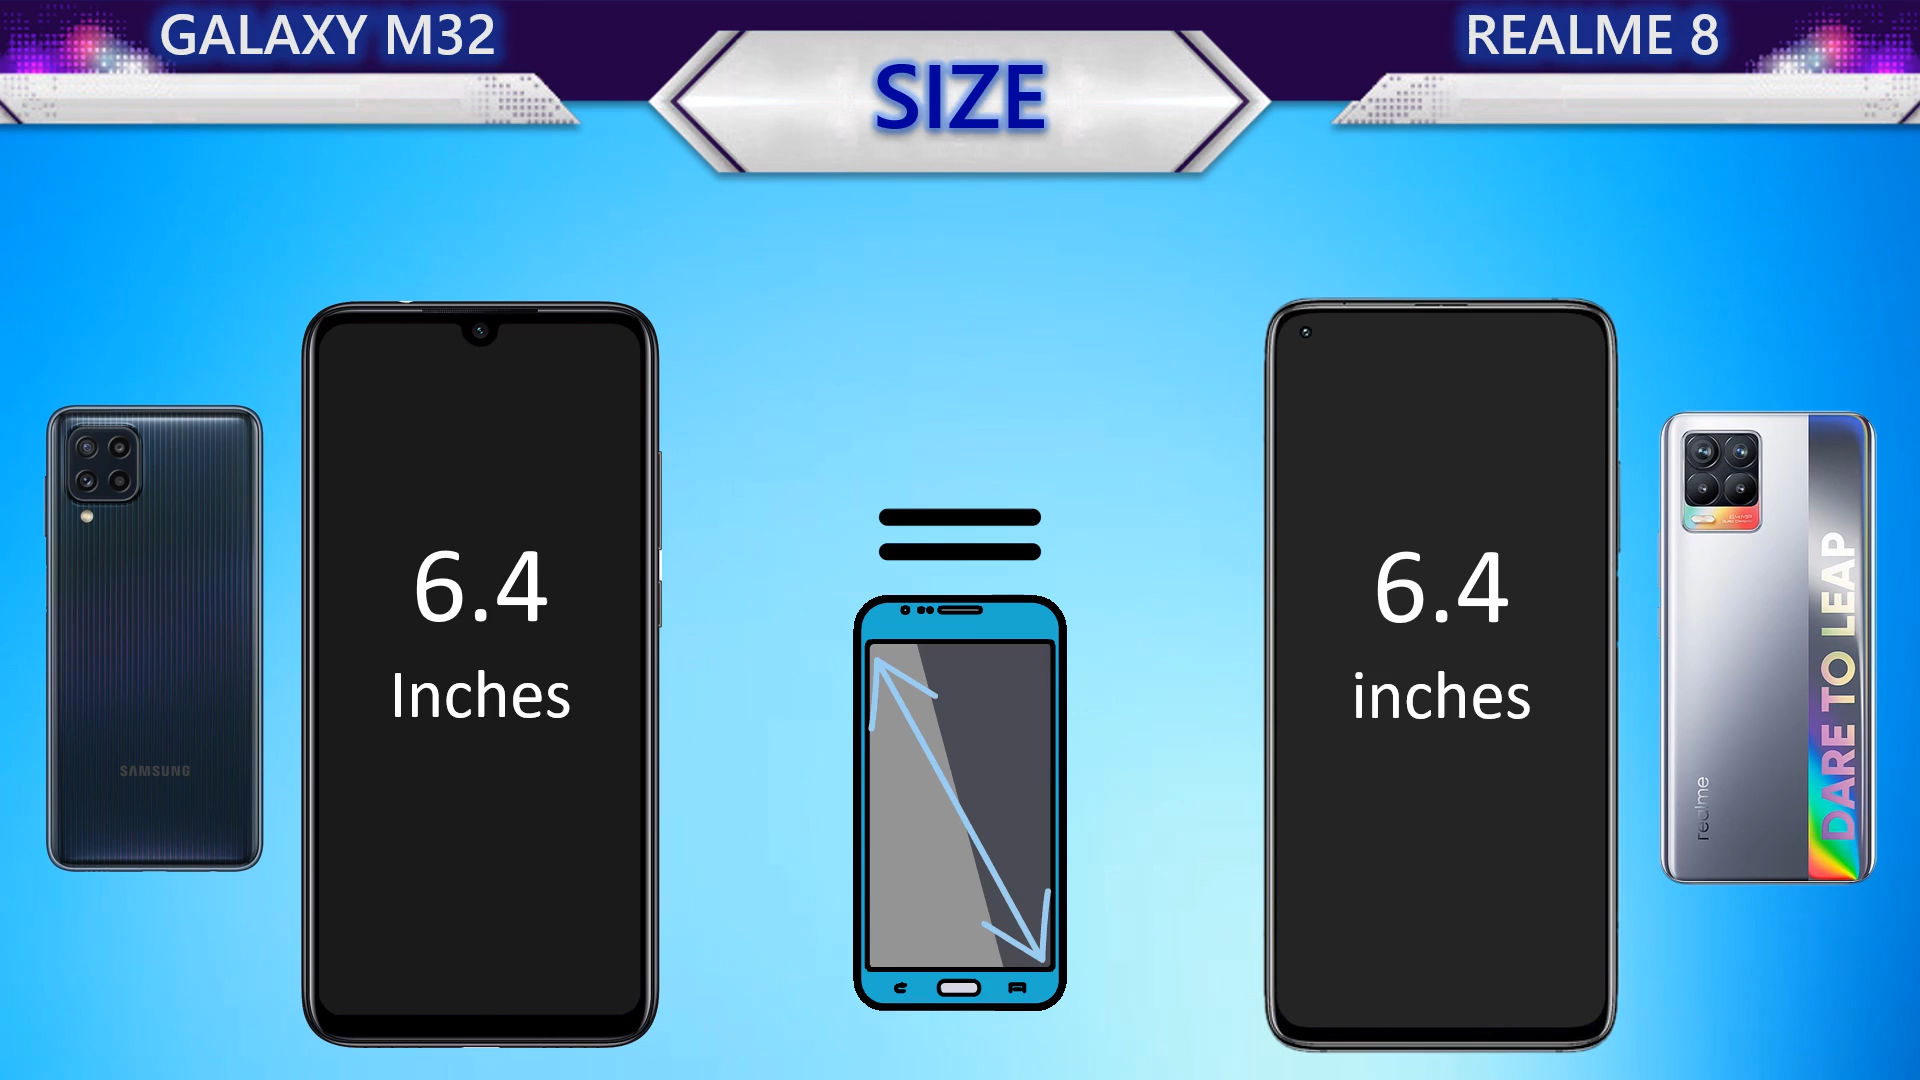 GALAXY M32
SIZE
REALME 8
6.4
Inches
6.4
inches
SAMSUNG
realme
DARE TO LEAP